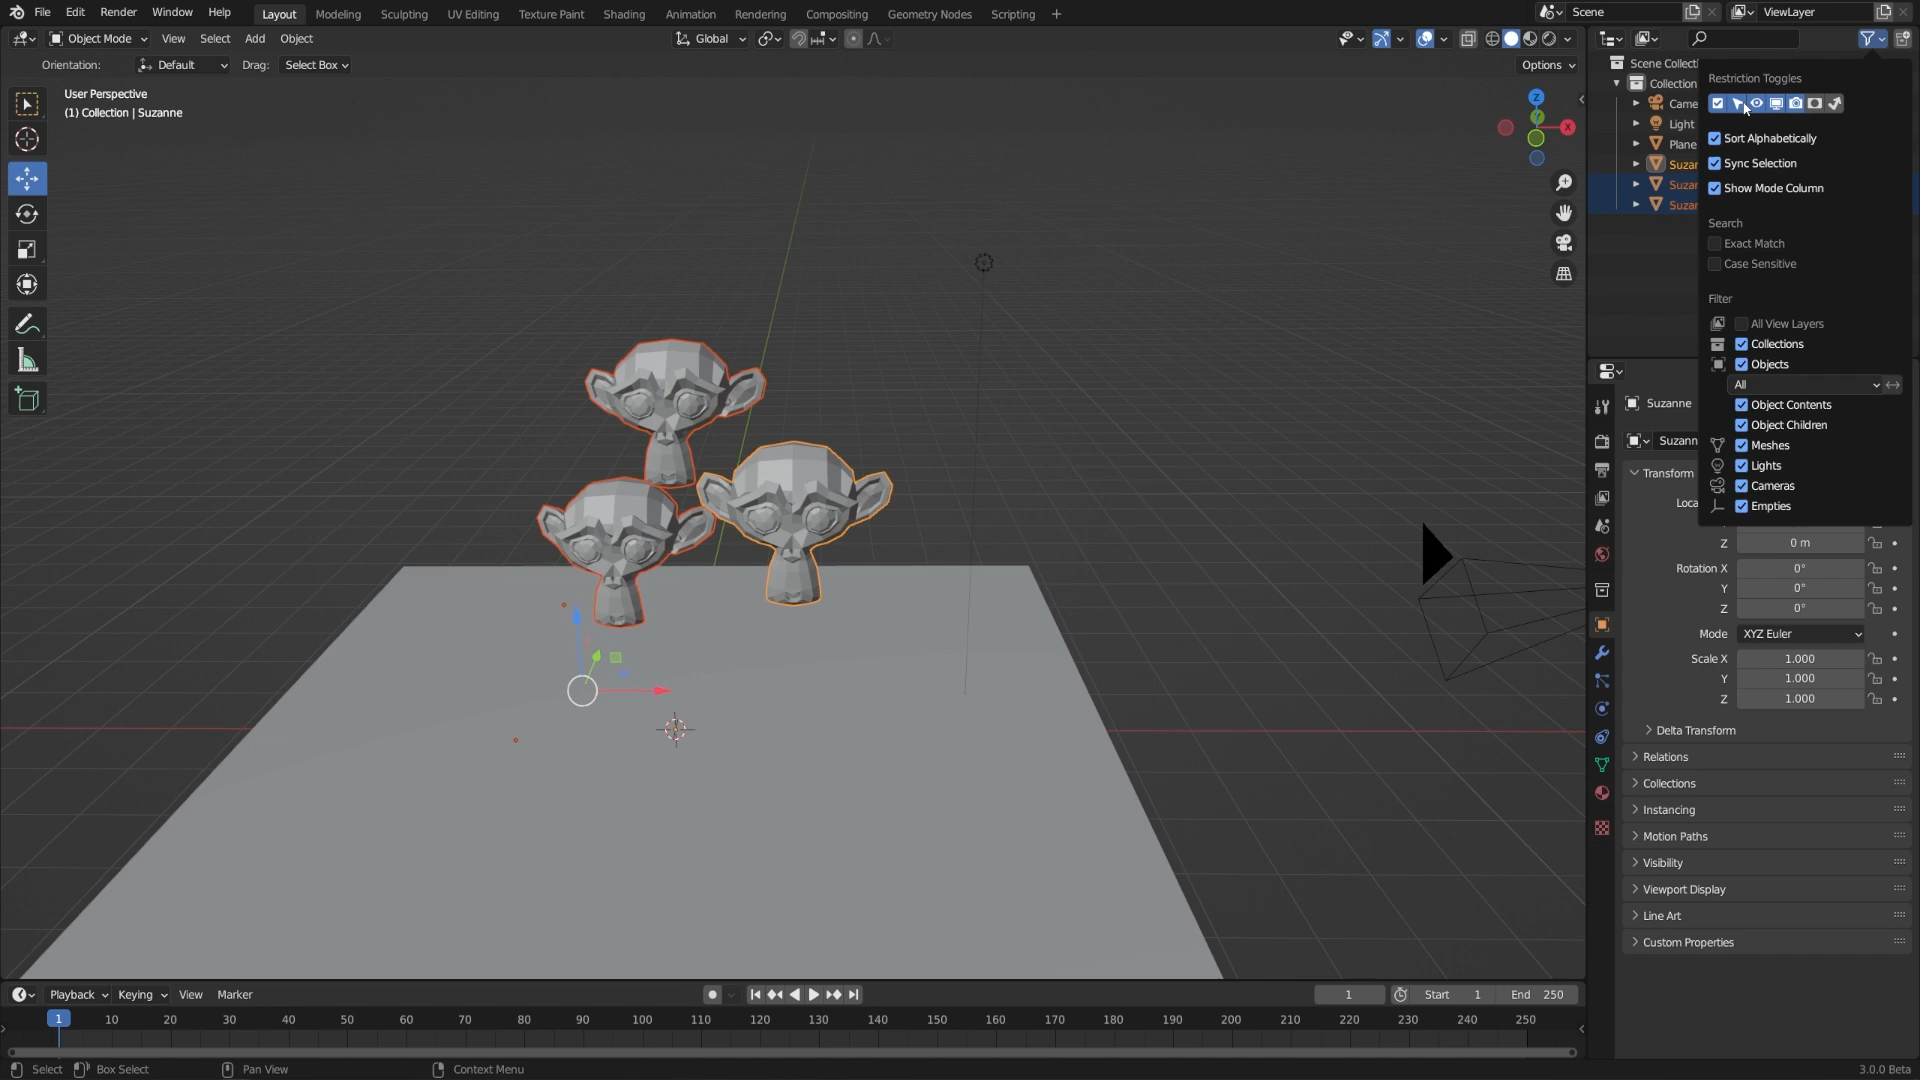 File Edit Render Window Help Layout Modeling Sculpting UV Editing Texture Paint Shading Animation Rendering Compositing Geometry Nodes Scripting + Scene ViewLayer
Object Mode View Select Add Object Global
Orientation: Default Drag: Select Box Options
User Perspective
(1) Collection | Suzanne
Z
X
Scene Collecti
Collection
Came
Light
Plane
Suzar
Suzar
Suzar
Restriction Toggles
Sort Alphabetically
Sync Selection
Show Mode Column
Search
Exact Match
Case Sensitive
Filter
All View Layers
Collections
Objects
All
Object Contents
Object Children
Meshes
Lights
Cameras
Empties
Suzanne
Suzann
Transform
Loca
Z 0 m
Rotation X 0°
Y 0°
Z 0°
Mode XYZ Euler
Scale X 1.000
Y 1.000
Z 1.000
Delta Transform
Relations
Collections
Instancing
Motion Paths
Visibility
Viewport Display
Line Art
Custom Properties
Playback Keying View Marker 1 Start 1 End 250
1 10 20 30 40 50 60 70 80 90 100 110 120 130 140 150 160 170 180 190 200 210 220 230 240 250
Select Box Select Pan View Context Menu 3.0.0 Beta